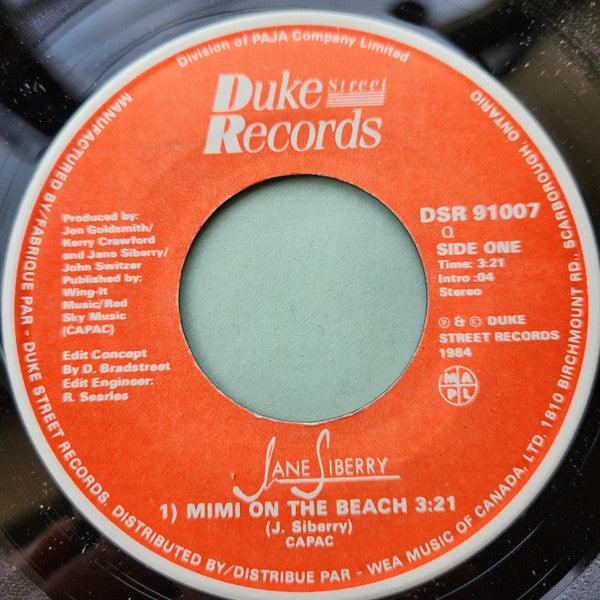 Division of PAJA Company Limited
Duke Street
Records
Produced by:
Jon Goldsmith/
Kerry Crawford
and Jane Siberry/
John Switzer
Published by:
Wing-It
Music/Red
Sky Music
(CAPAC)
Edit Concept
By D. Bradstreet
Edit Engineer:
R. Searles
DSR 91007
Q
SIDE ONE
Time: 3:21
Intro :04
Stereo
℗ & © DUKE
STREET RECORDS
1984
M A
P L
JANE SIBERRY
1) MIMI ON THE BEACH 3:21
(J. Siberry)
CAPAC
MANUFACTURED BY/FABRIQUE PAR - DUKE STREET RECORDS. DISTRIBUTED BY/DISTRIBUE PAR - WEA MUSIC OF CANADA, LTD. 1810 BIRCHMOUNT RD., SCARBOROUGH, ONTARIO